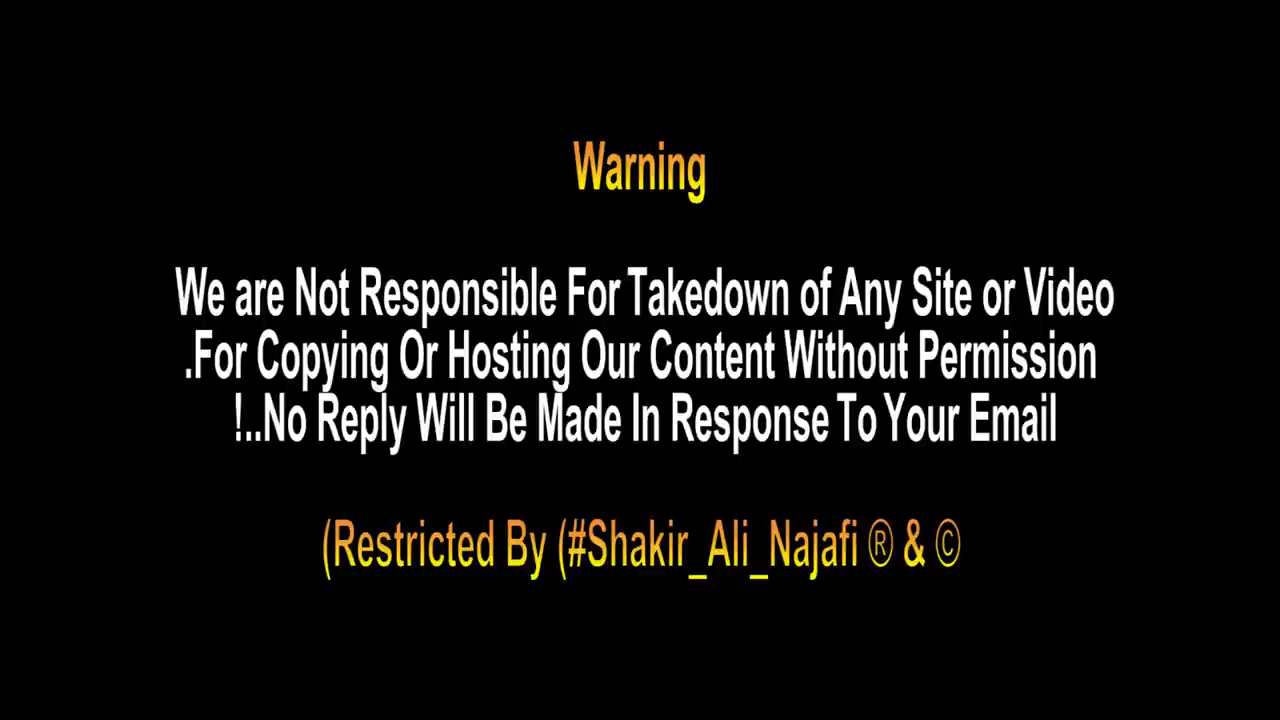 Warning
We are Not Responsible For Takedown of Any Site or Video
.For Copying Or Hosting Our Content Without Permission
!..No Reply Will Be Made In Response To Your Email
(Restricted By (#Shakir_Ali_Najafi ® & ©